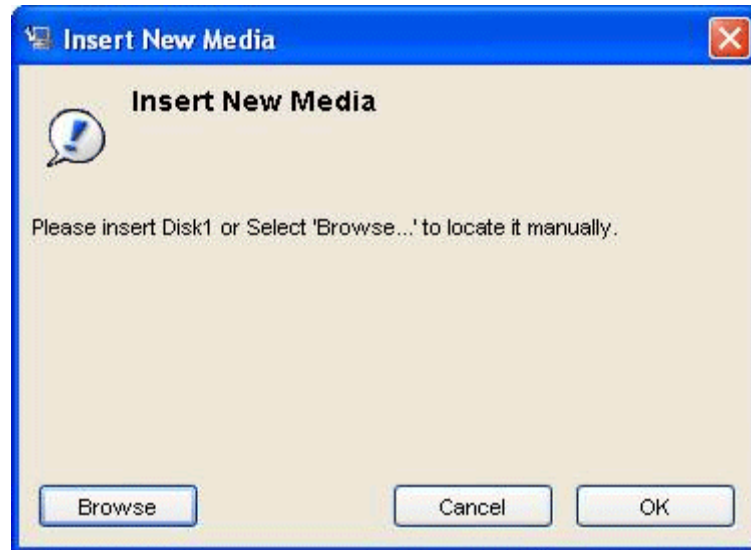 Insert New Media
Insert New Media
Please insert Disk1 or Select 'Browse...' to locate it manually.
Browse
Cancel
OK